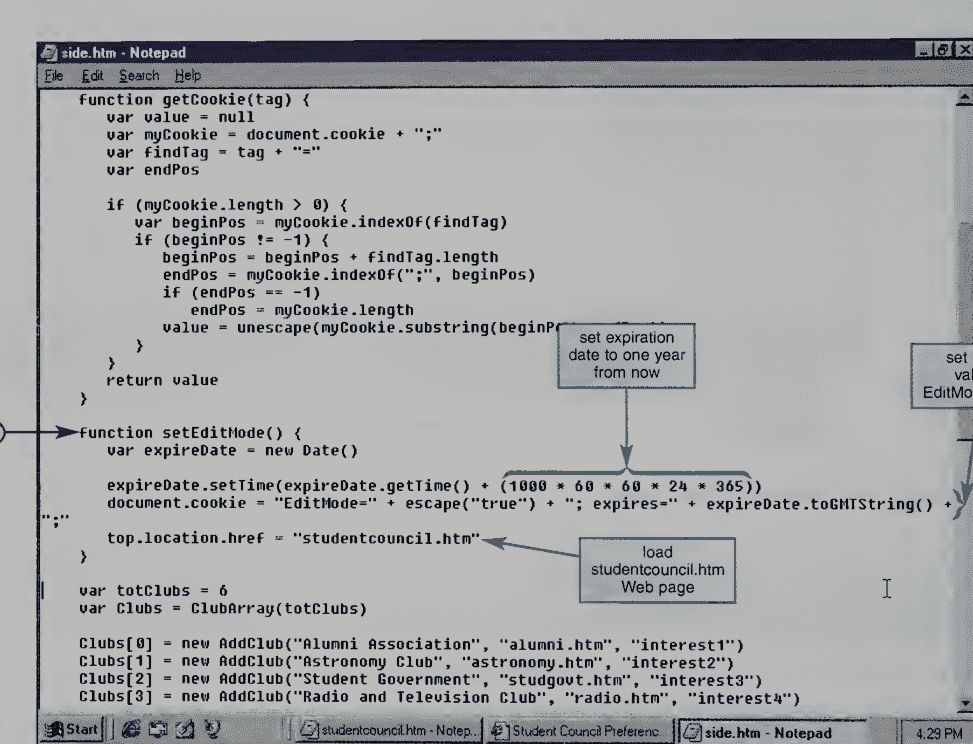 side.htm - Notepad
File Edit Search Help
function getCookie(tag) {
var value = null
var myCookie = document.cookie + ";"
var findTag = tag + "="
var endPos
if (myCookie.length > 0) {
var beginPos = myCookie.indexOf(findTag)
if (beginPos != -1) {
beginPos = beginPos + findTag.length
endPos = myCookie.indexOf(";", beginPos)
if (endPos == -1)
endPos = myCookie.length
value = unescape(myCookie.substring(
}
}
return value
}
set expiration
date to one year
from now
set
EditMo
function setEditMode() {
var expireDate = new Date()
expireDate.setTime(expireDate.getTime() + (1000 * 60 * 60 * 24 * 365))
document.cookie = "EditMode=" + escape("true") + "; expires=" + expireDate.toGMTString() +
";"
top.location.href = "studentcouncil.htm"
}
load
studentcouncil.htm
Web page
var totClubs = 6
var Clubs = ClubArray(totClubs)
Clubs[0] = new AddClub("Alumni Association", "alumni.htm", "interest1")
Clubs[1] = new AddClub("Astronomy Club", "astronomy.htm", "interest2")
Clubs[2] = new AddClub("Student Government", "studgovt.htm", "interest3")
Clubs[3] = new AddClub("Radio and Television Club", "radio.htm", "interest4")
Start studentcouncil.htm - Notep... Student Council Preferenc... side.htm - Notepad 4:29 PM